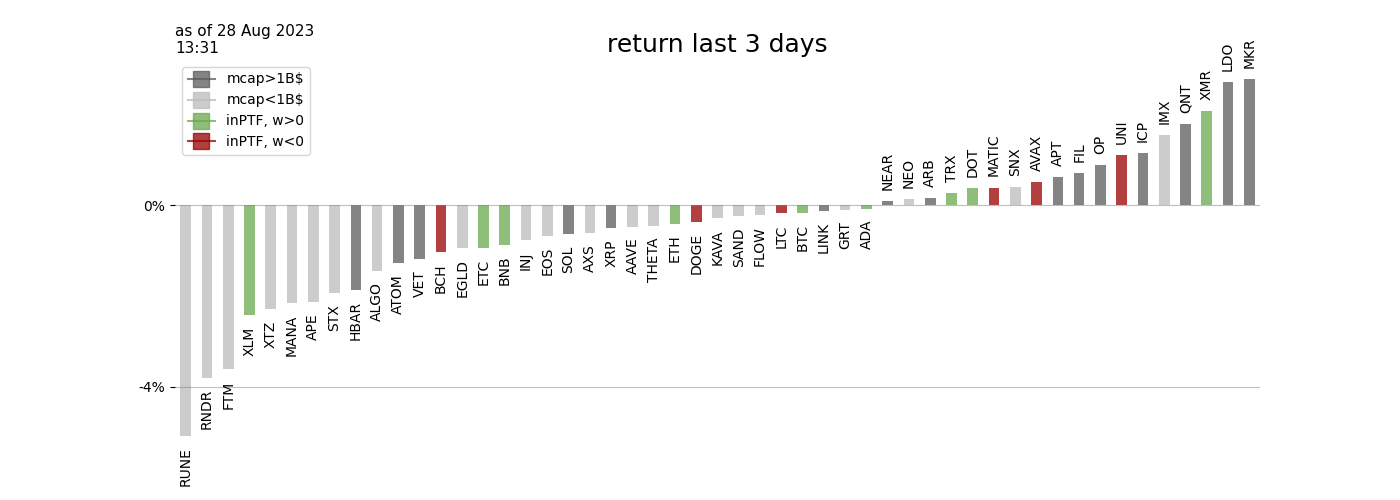 as of 28 Aug 2023
13:31
return last 3 days
mcap>1B$
mcap<1B$
inPTF, w>0
inPTF, w<0
0%
-4%
RUNE
RNDR
FTM
XLM
XTZ
MANA
APE
STX
HBAR
ALGO
ATOM
VET
BCH
EGLD
ETC
BNB
INJ
EOS
SOL
AXS
XRP
AAVE
THETA
ETH
DOGE
KAVA
SAND
FLOW
LTC
BTC
LINK
GRT
ADA
NEAR
NEO
ARB
TRX
DOT
MATIC
SNX
AVAX
APT
FIL
OP
UNI
ICP
IMX
QNT
XMR
LDO
MKR